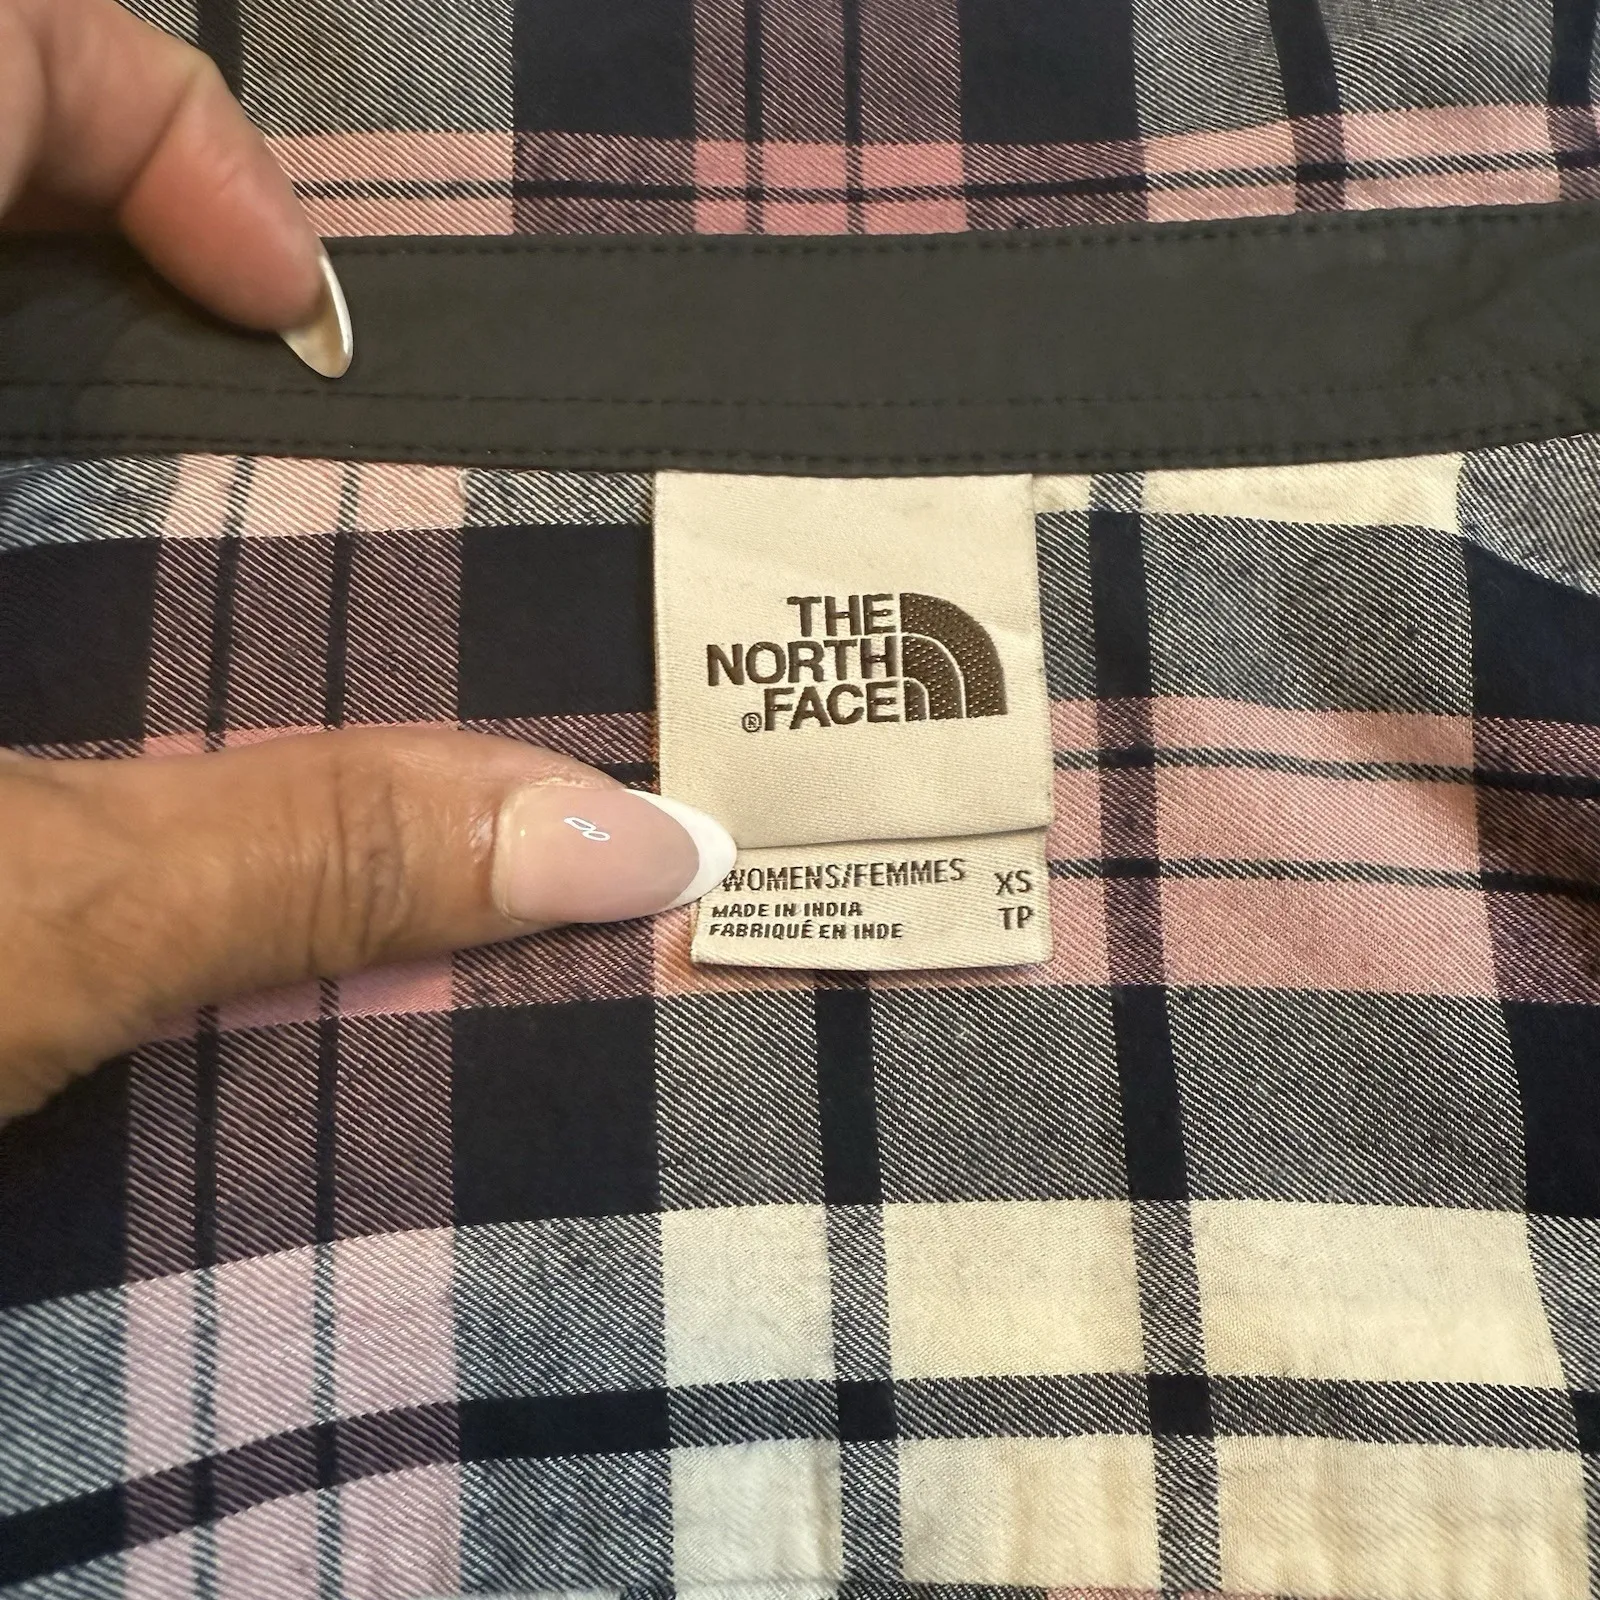 THE
NORTH
®FACE
WOMENS/FEMMES XS
MADE IN INDIA TP
FABRIQUÉ EN INDE